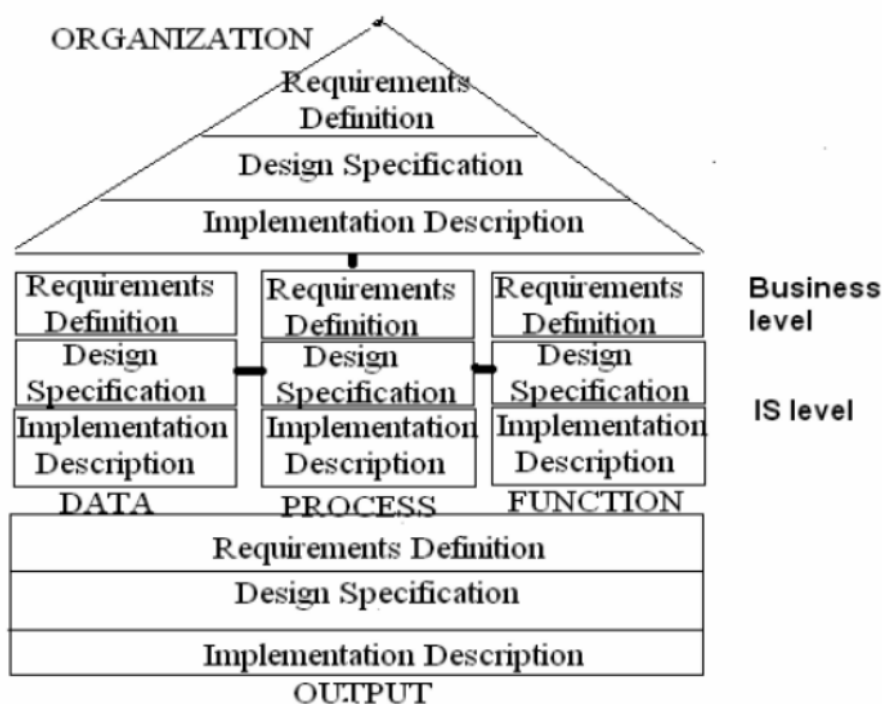 ORGANIZATION
Requirements
Definition
Design Specification
Implementation Description
Requirements
Definition
Design
Specification
Implementation
Description
DATA
Requirements
Definition
Design
Specification
Implementation
Description
PROCESS
Requirements
Definition
Design
Specification
Implementation
Description
FUNCTION
Business
level
IS level
Requirements Definition
Design Specification
Implementation Description
OUTPUT